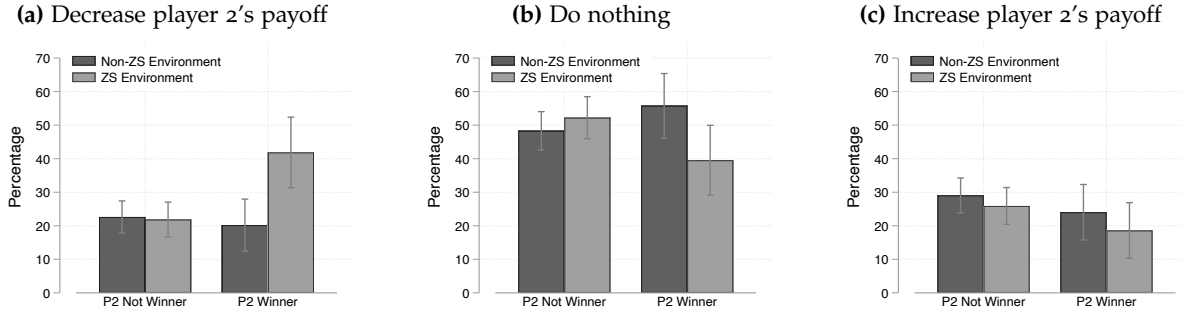 (a) Decrease player 2's payoff
70
60
50
40
30
20
10
0
Percentage
Non-ZS Environment
ZS Environment
P2 Not Winner P2 Winner
(b) Do nothing
70
60
50
40
30
20
10
0
Percentage
Non-ZS Environment
ZS Environment
P2 Not Winner P2 Winner
(c) Increase player 2's payoff
70
60
50
40
30
20
10
0
Percentage
Non-ZS Environment
ZS Environment
P2 Not Winner P2 Winner